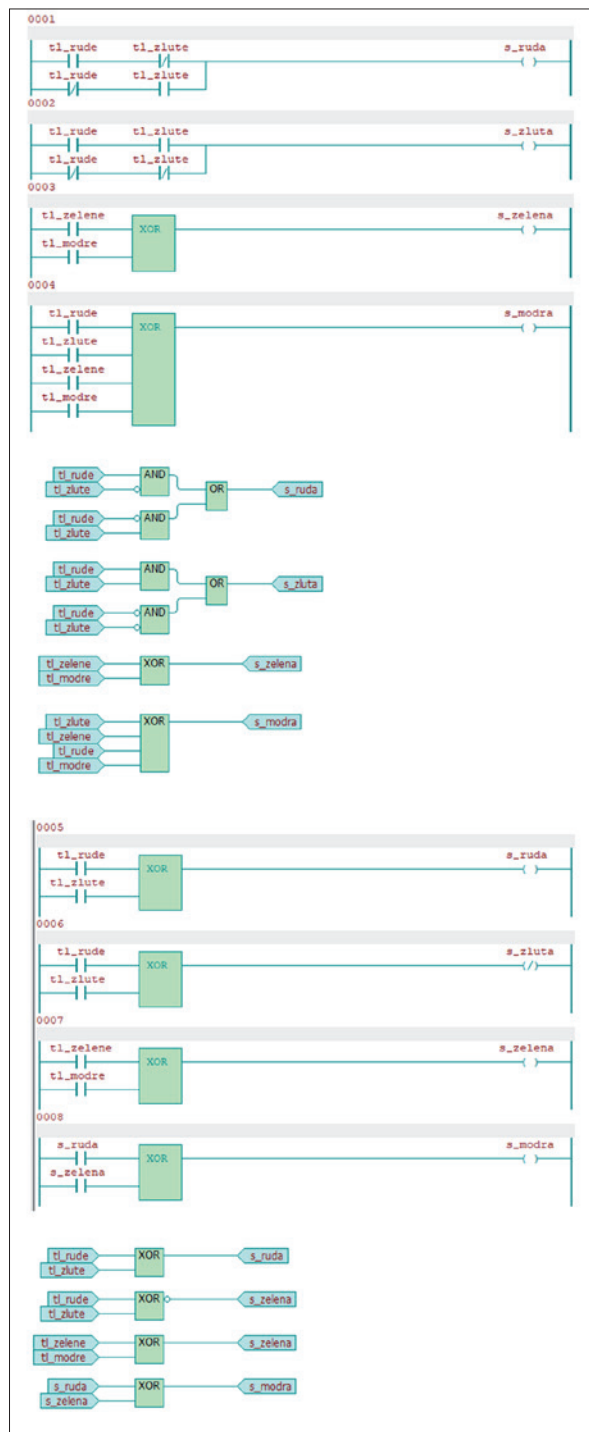 0001
tl_rude tl_zlute s_ruda
tl_rude tl_zlute
0002
tl_rude tl_zlute s_zluta
tl_rude tl_zlute
0003
tl_zelene s_zelena
XOR
tl_modre
0004
tl_rude s_modra
XOR
tl_zlute
tl_zelene
tl_modre
tl_rude AND
tl_zlute OR s_ruda
tl_rude AND
tl_zlute
tl_rude AND
tl_zlute OR s_zluta
tl_rude AND
tl_zlute
tl_zelene XOR s_zelena
tl_modre
tl_zlute XOR s_modra
tl_zelene
tl_rude
tl_modre
0005
tl_rude s_ruda
XOR
tl_zlute
0006
tl_rude s_zluta
XOR
tl_zlute
0007
tl_zelene s_zelena
XOR
tl_modre
0008
s_ruda s_modra
XOR
s_zelena
tl_rude XOR s_ruda
tl_zlute
tl_rude XOR s_zelena
tl_zlute
tl_zelene XOR s_zelena
tl_modre
s_ruda XOR s_modra
s_zelena